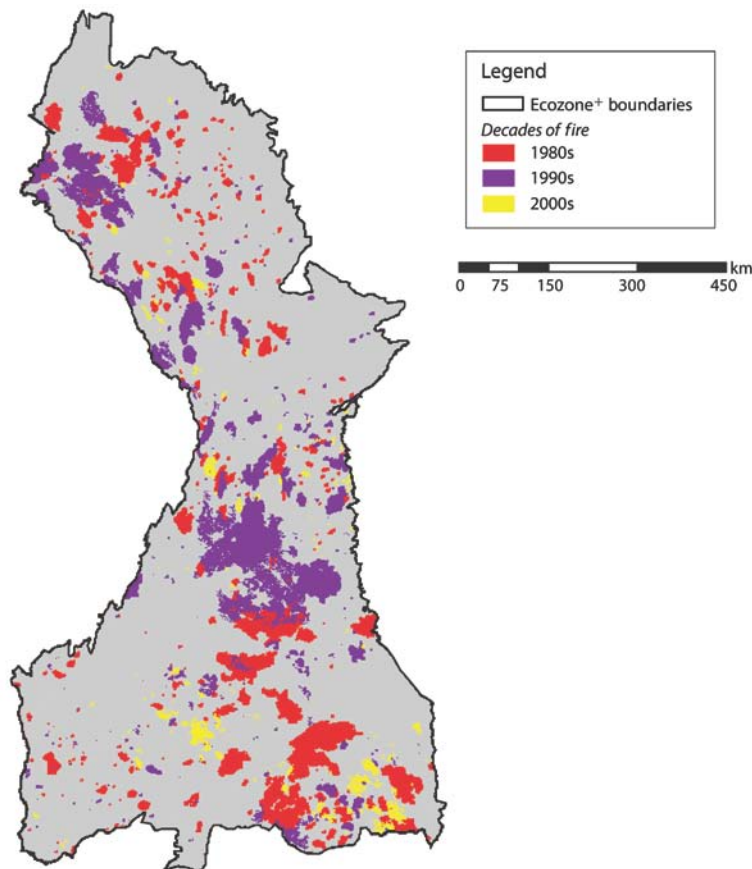 Legend
Ecozone⁺ boundaries
Decades of fire
1980s
1990s
2000s
km
0 75 150 300 450